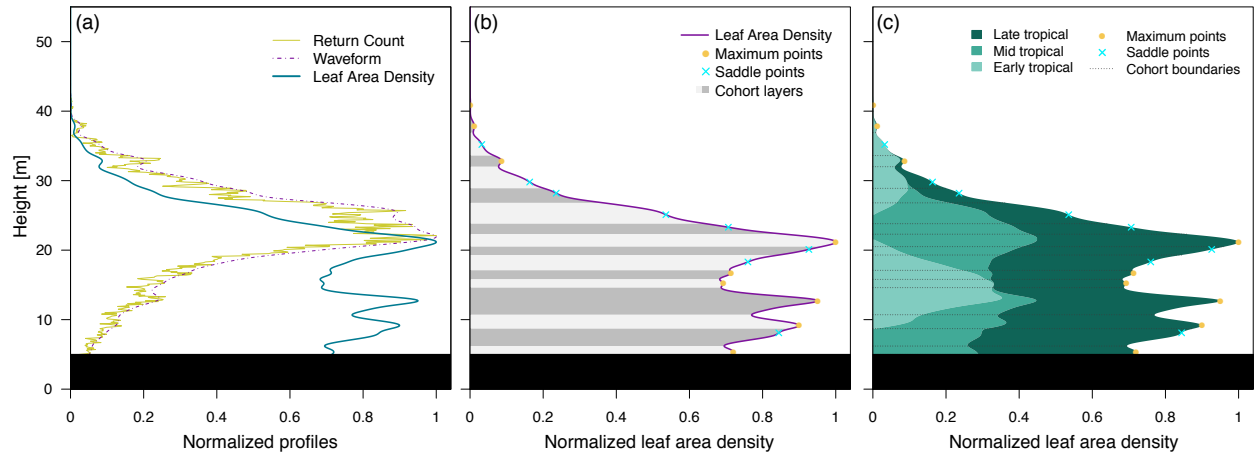 (a)
Return Count
Waveform
Leaf Area Density
50
40
30
20
10
0
Height [m]
0 0.2 0.4 0.6 0.8 1
Normalized profiles
(b)
Leaf Area Density
Maximum points
Saddle points
Cohort layers
0 0.2 0.4 0.6 0.8 1
Normalized leaf area density
(c)
Late tropical
Mid tropical
Early tropical
Maximum points
Saddle points
Cohort boundaries
0 0.2 0.4 0.6 0.8 1
Normalized leaf area density